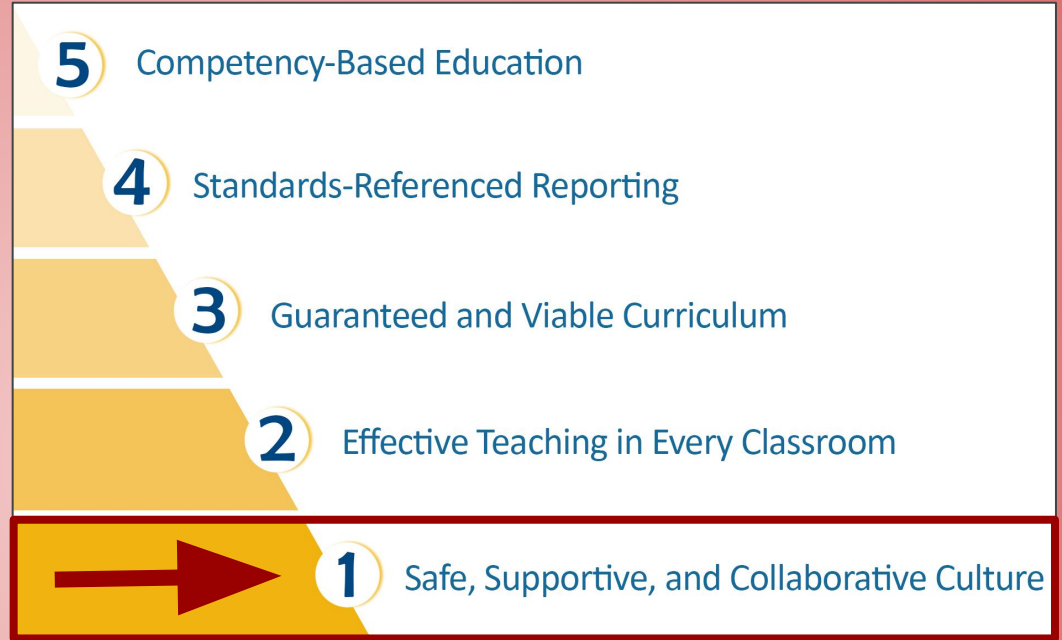 5 Competency-Based Education
4 Standards-Referenced Reporting
3 Guaranteed and Viable Curriculum
2 Effective Teaching in Every Classroom
1 Safe, Supportive, and Collaborative Culture